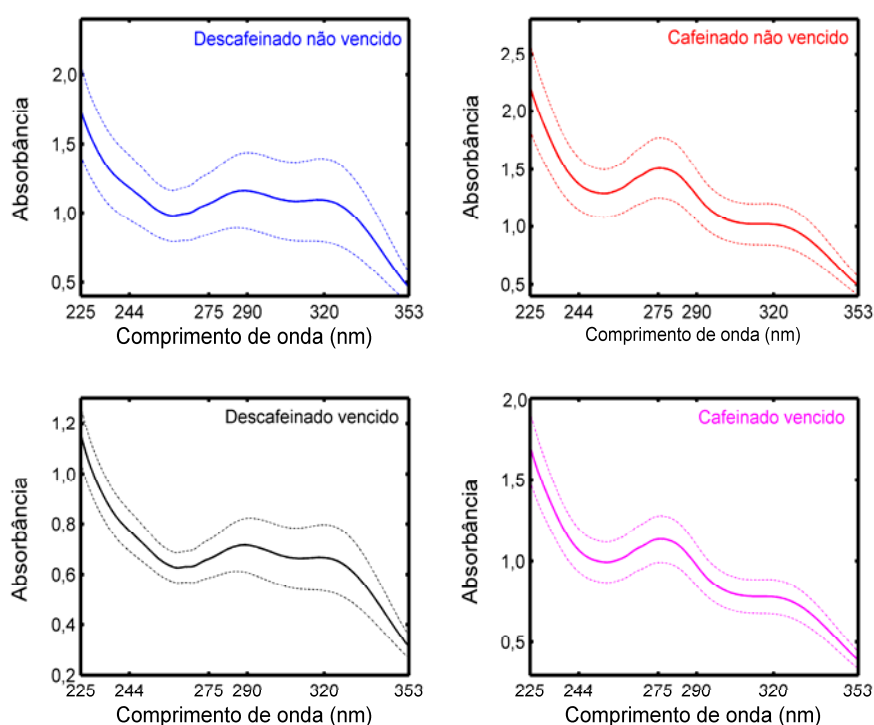 Descafeinado não vencido
2,0
1,5
1,0
0,5
Absorbância
225 244 275 290 320 353
Comprimento de onda (nm)
Cafeinado não vencido
2,5
2,0
1,5
1,0
0,5
Absorbância
225 244 275 290 320 353
Comprimento de onda (nm)
Descafeinado vencido
1,2
1,0
0,8
0,6
0,4
0,2
Absorbância
225 244 275 290 320 353
Comprimento de onda (nm)
Cafeinado vencido
2,0
1,5
1,0
0,5
Absorbância
225 244 275 290 320 353
Comprimento de onda (nm)